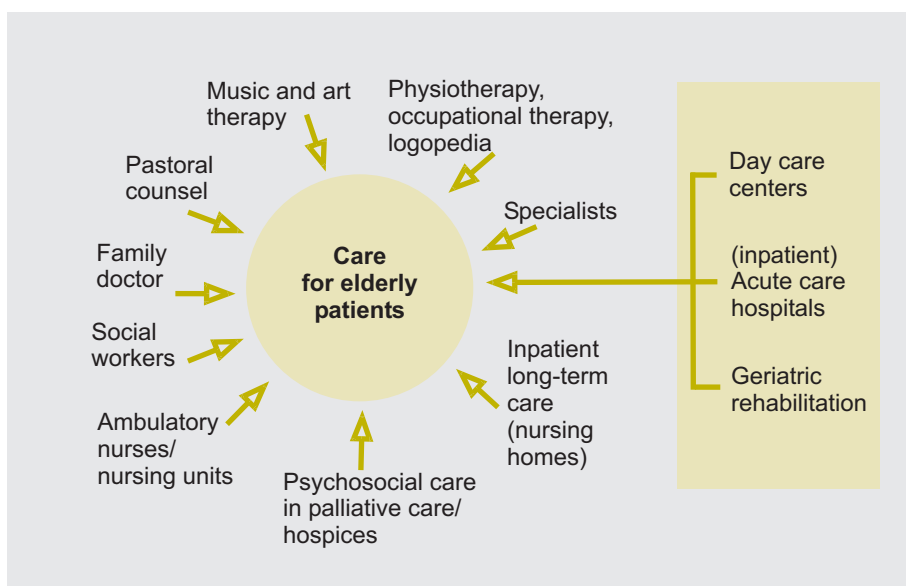 Music and art
therapy
Physiotherapy,
occupational therapy,
logopedia
Pastoral
counsel
Specialists
Family
doctor
Care
for elderly
patients
Social
workers
Inpatient
long-term
care
(nursing
homes)
Ambulatory
nurses/
nursing units
Psychosocial care
in palliative care/
hospices
Day care
centers
(inpatient)
Acute care
hospitals
Geriatric
rehabilitation